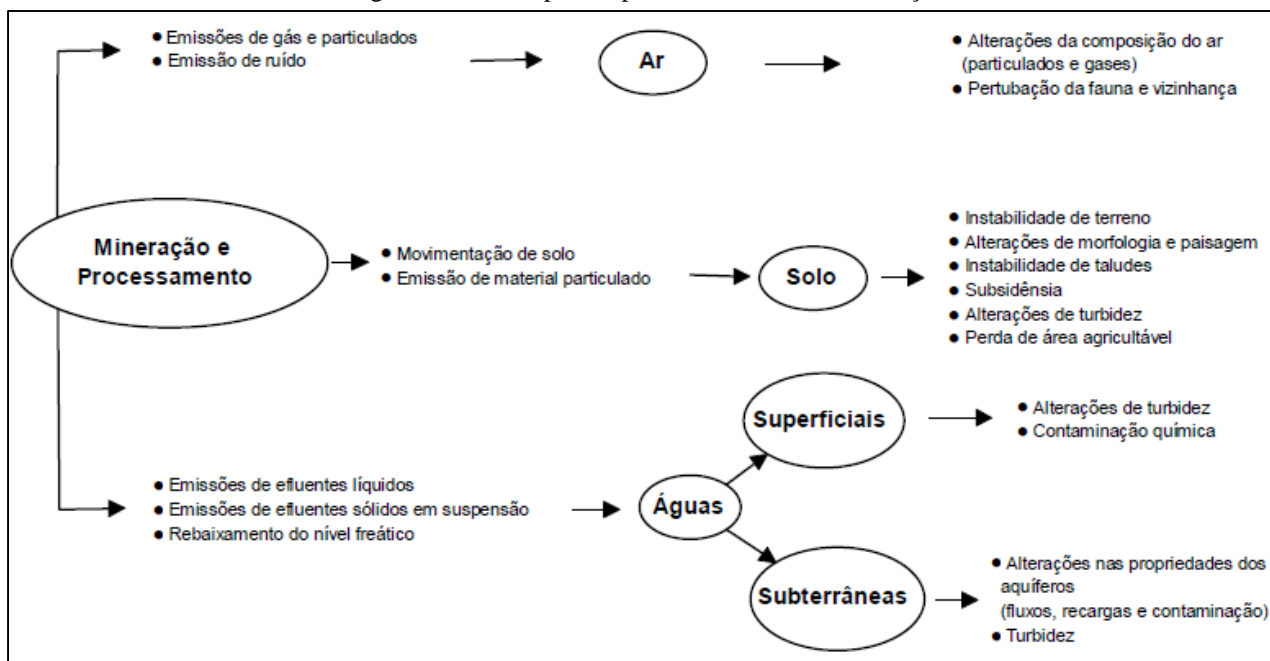 • Emissões de gás e particulados
• Emissão de ruído
Ar
• Alterações da composição do ar
(particulados e gases)
• Pertubação da fauna e vizinhança
Mineração e
Processamento
• Movimentação de solo
• Emissão de material particulado
Solo
• Instabilidade de terreno
• Alterações de morfologia e paisagem
• Instabilidade de taludes
• Subsidênsia
• Alterações de turbidez
• Perda de área agricultável
• Emissões de efluentes líquidos
• Emissões de efluentes sólidos em suspensão
• Rebaixamento do nível freático
Águas
Superficiais
• Alterações de turbidez
• Contaminação química
Subterrâneas
• Alterações nas propriedades dos
aquíferos
(fluxos, recargas e contaminação)
• Turbidez